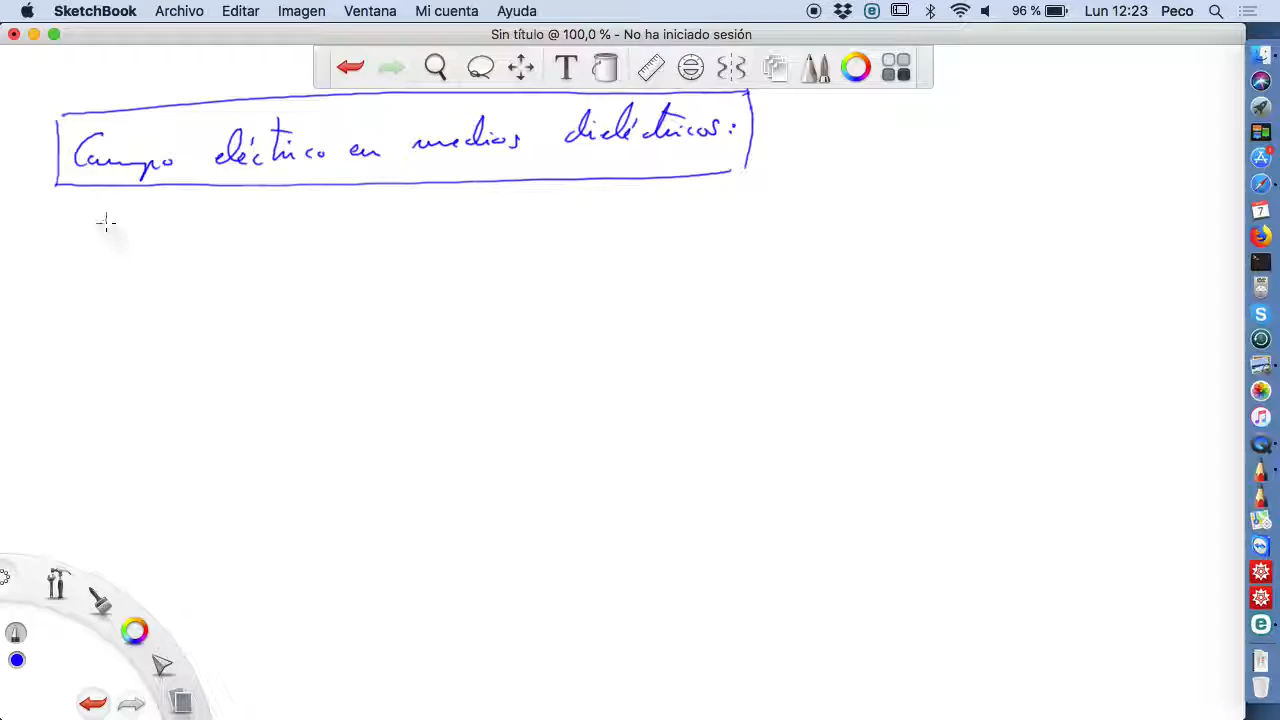 SketchBook Archivo Editar Imagen Ventana Mi cuenta Ayuda 96 % Lun 12:23 Peco
Sin título @ 100,0 % - No ha iniciado sesión
Campo eléctrico en medios dieléctricos: